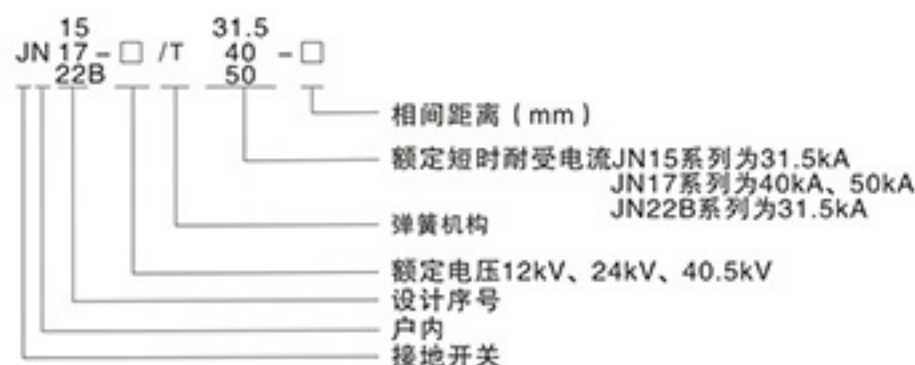 15 31.5
JN 17 - □ /T 40 - □
22B 50
相间距离（mm）
额定短时耐受电流JN15系列为31.5kA
JN17系列为40kA、50kA
JN22B系列为31.5kA
弹簧机构
额定电压12kV、24kV、40.5kV
设计序号
户内
接地开关